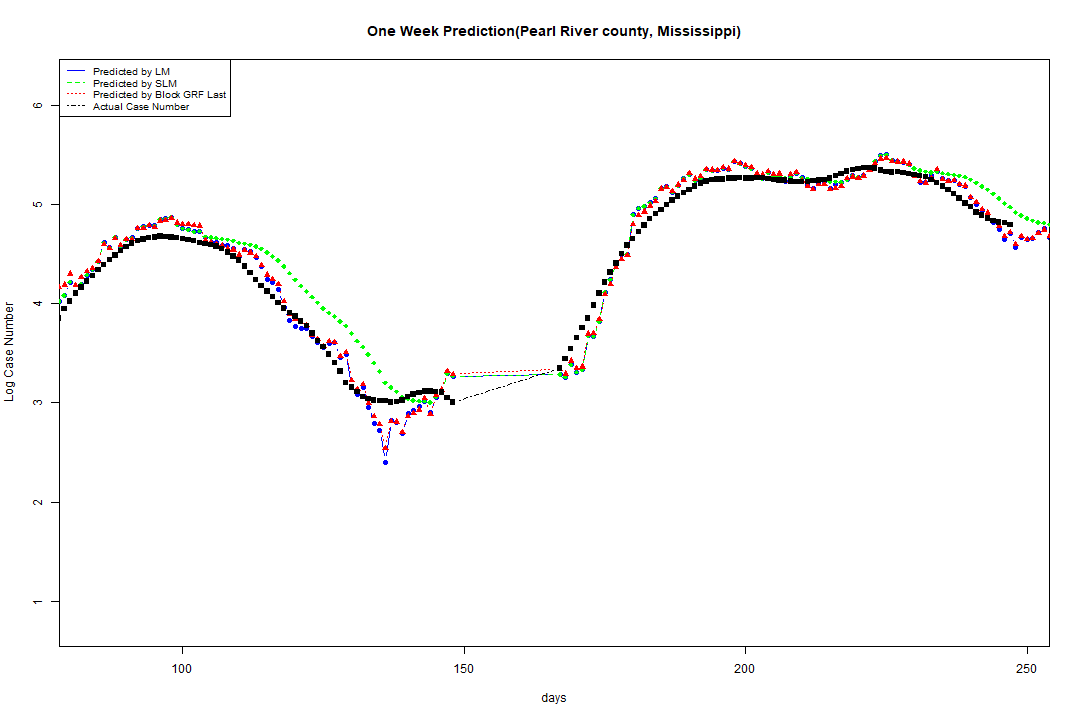 One Week Prediction(Pearl River county, Mississippi)
Predicted by LM
Predicted by SLM
Predicted by Block GRF Last
Actual Case Number
6
5
4
3
2
1
Log Case Number
100
150
200
250
days